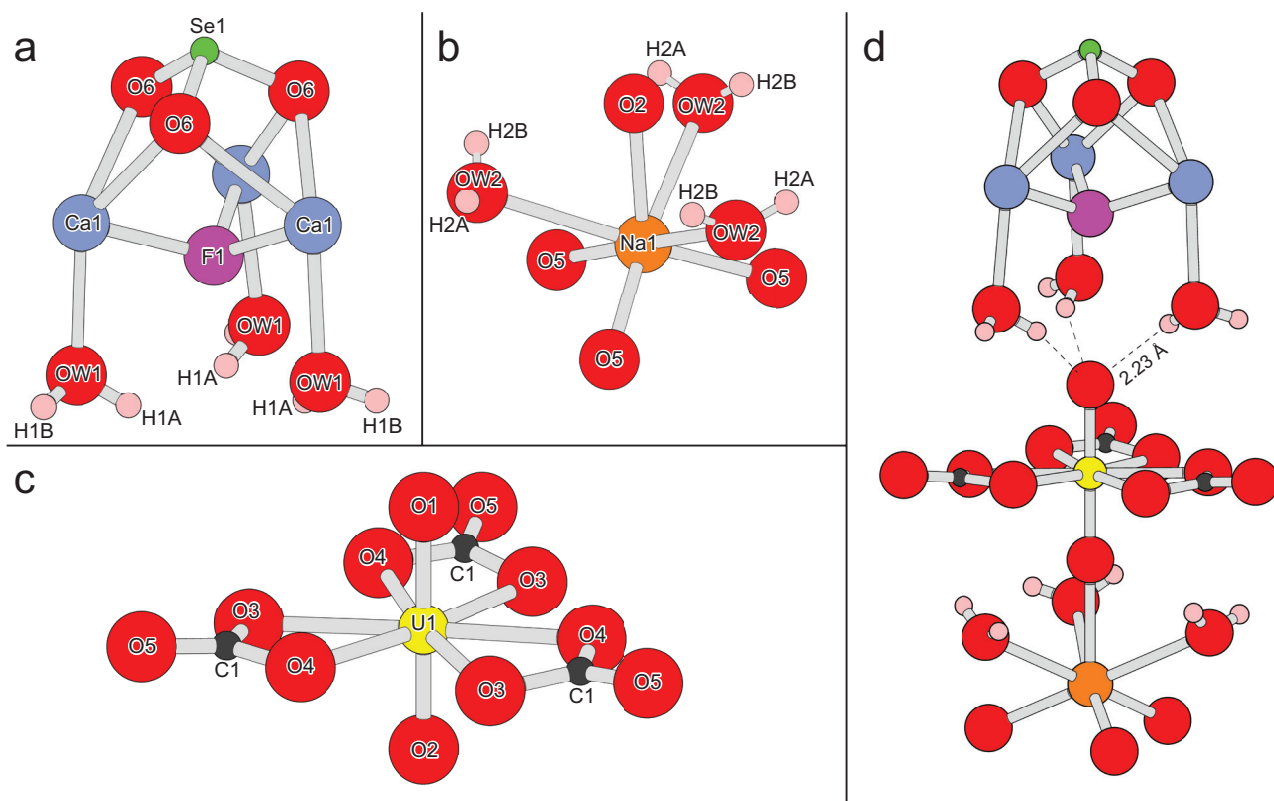 a
Se1
O6
O6
O6
Ca1
Ca1
F1
OW1
H1A
OW1
OW1
H1B
H1A
H1A
H1B
b
H2A
O2
OW2
H2B
H2B
OW2
H2A
H2B
H2A
OW2
Na1
O5
O5
O5
c
O1
O5
O4
C1
O3
O3
U1
O4
O5
C1
O4
O3
C1
O5
O2
d
2.23 Å